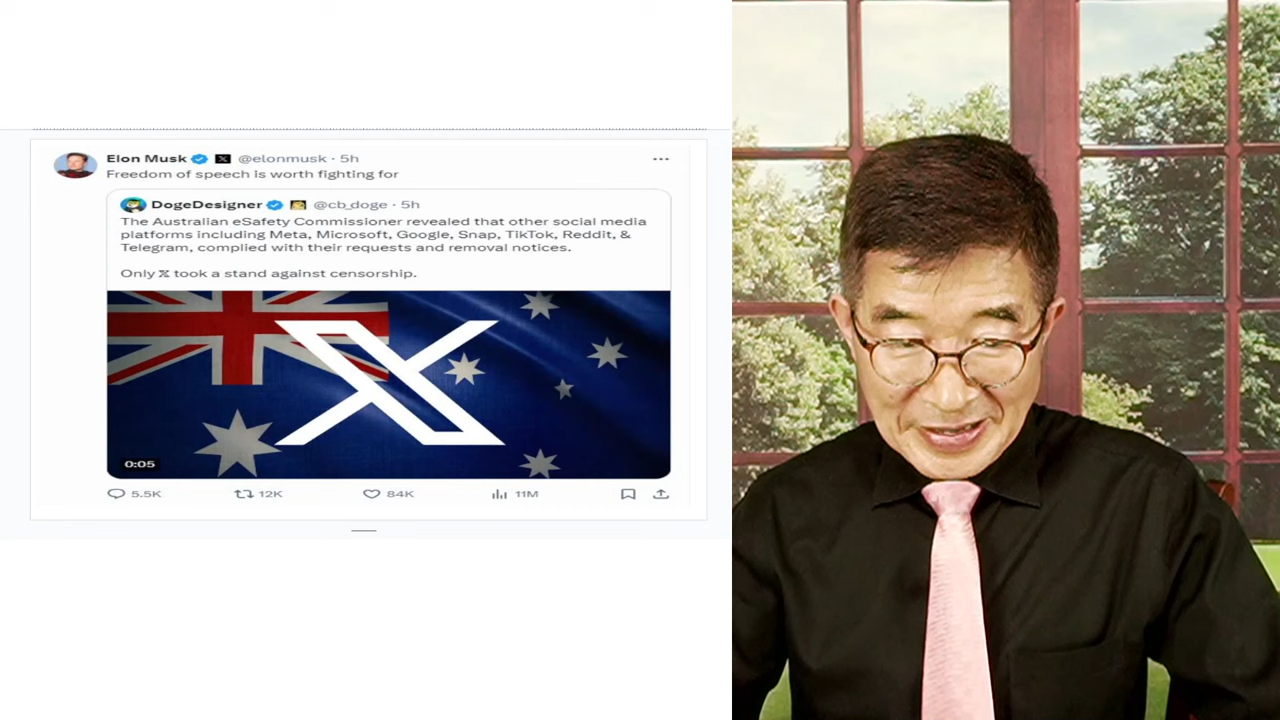 Elon Musk @elonmusk · 5h
Freedom of speech is worth fighting for
DogeDesigner @cb_doge · 5h
The Australian eSafety Commissioner revealed that other social media
platforms including Meta, Microsoft, Google, Snap, TikTok, Reddit, &
Telegram, complied with their requests and removal notices.
Only 𝕏 took a stand against censorship.
X
0:05
5.5K 12K 84K 11M